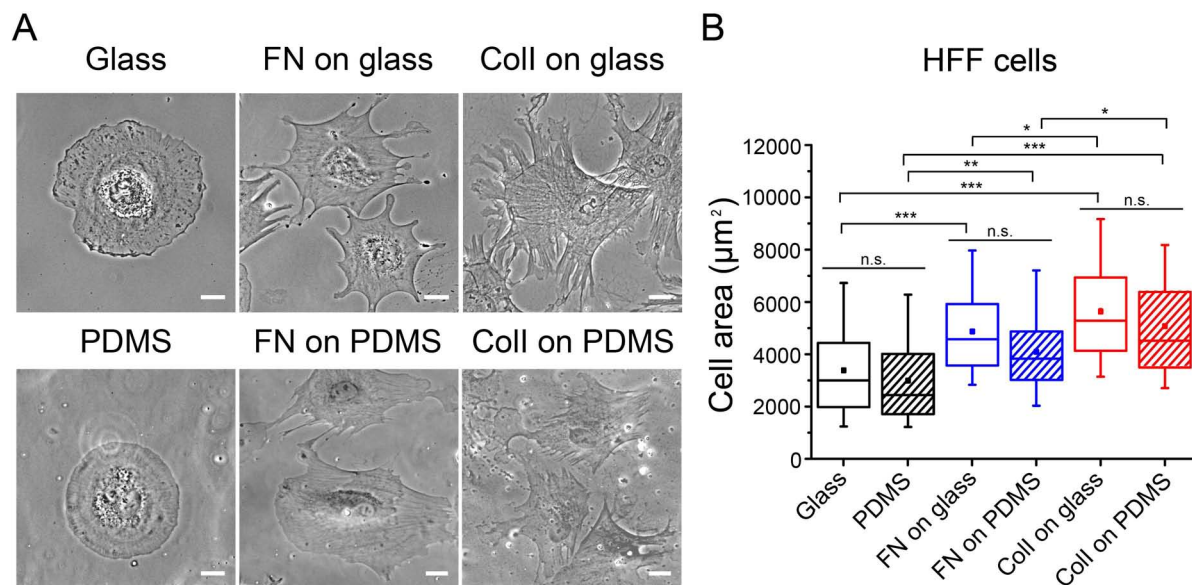 A
Glass
FN on glass
Coll on glass
PDMS
FN on PDMS
Coll on PDMS
B
HFF cells
*
*
***
**
***
n.s.
***
n.s.
n.s.
Cell area (µm²)
12000
10000
8000
6000
4000
2000
0
Glass
PDMS
FN on glass
FN on PDMS
Coll on glass
Coll on PDMS